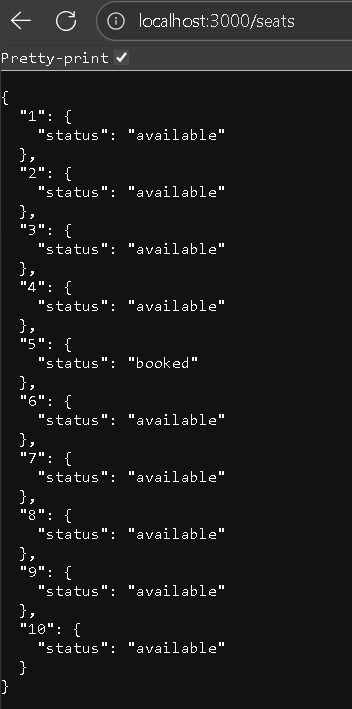 localhost:3000/seats
Pretty-print
{
  "1": {
    "status": "available"
  },
  "2": {
    "status": "available"
  },
  "3": {
    "status": "available"
  },
  "4": {
    "status": "available"
  },
  "5": {
    "status": "booked"
  },
  "6": {
    "status": "available"
  },
  "7": {
    "status": "available"
  },
  "8": {
    "status": "available"
  },
  "9": {
    "status": "available"
  },
  "10": {
    "status": "available"
  }
}